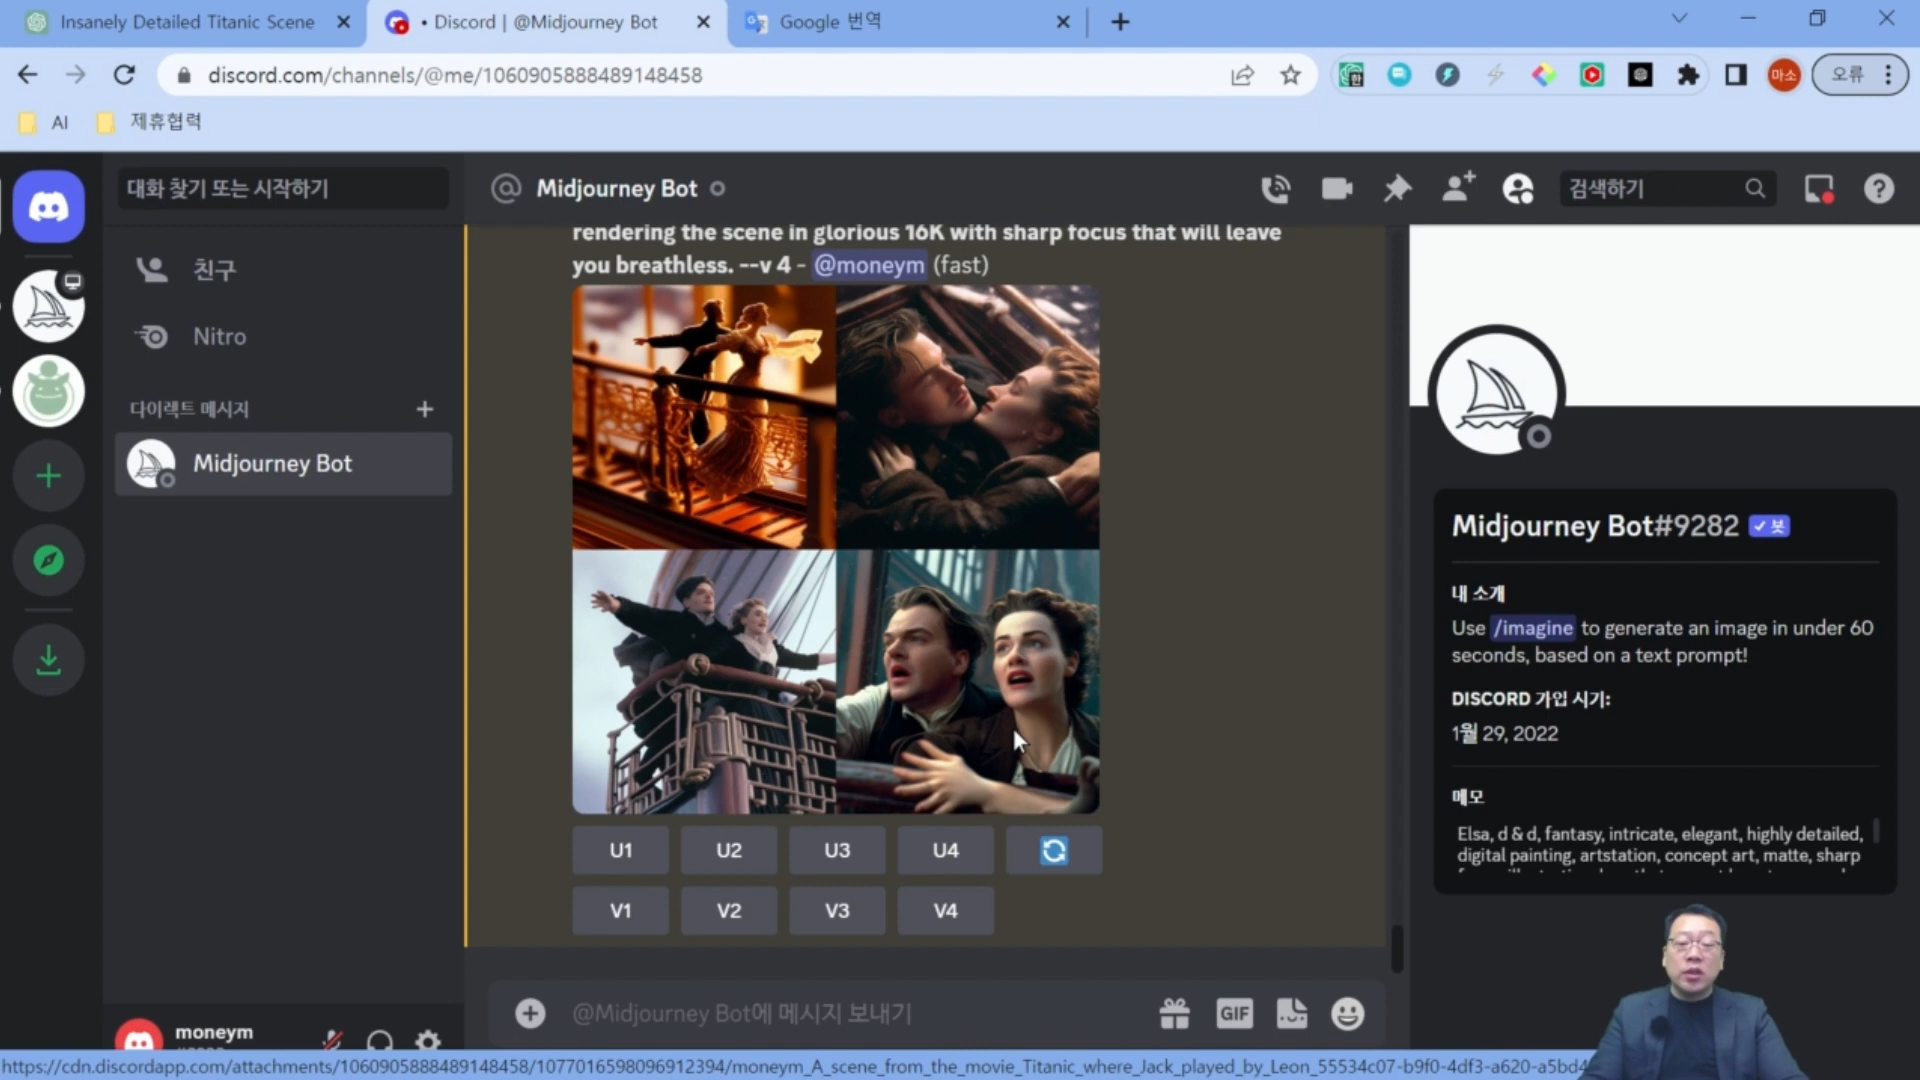 Insanely Detailed Titanic Scene
• Discord | @Midjourney Bot
Google 번역
discord.com/channels/@me/1060905888489148458
한
마소
오류
AI
제휴협력
대화 찾기 또는 시작하기
친구
Nitro
다이렉트 메시지
Midjourney Bot
moneym
Midjourney Bot
검색하기
rendering the scene in glorious 16K with sharp focus that will leave
you breathless. --v 4 - @moneym (fast)
U1 U2 U3 U4
V1 V2 V3 V4
@Midjourney Bot에 메시지 보내기
GIF
Midjourney Bot#9282 봇
내 소개
Use /imagine to generate an image in under 60
seconds, based on a text prompt!
DISCORD 가입 시기:
1월 29, 2022
메모
Elsa, d & d, fantasy, intricate, elegant, highly detailed,
digital painting, artstation, concept art, matte, sharp
https://cdn.discordapp.com/attachments/1060905888489148458/1077016598096912394/moneym_A_scene_from_the_movie_Titanic_where_Jack_played_by_Leon_55534c07-b9f0-4df3-a620-a5bd4